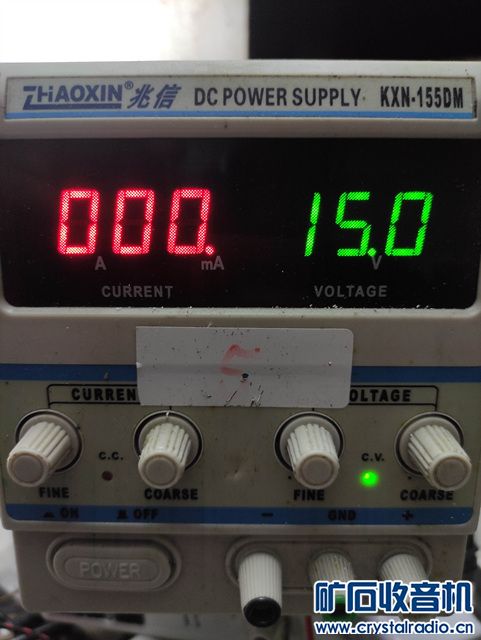 ZHAOXIN® 兆信 DC POWER SUPPLY KXN-155DM
000. 15.0
A mA V
CURRENT VOLTAGE
CURREN OLTAGE
C.C. C.V.
FINE COARSE FINE COARSE
ON OFF - GND +
POWER
矿石收音机
www.crystalradio.cn